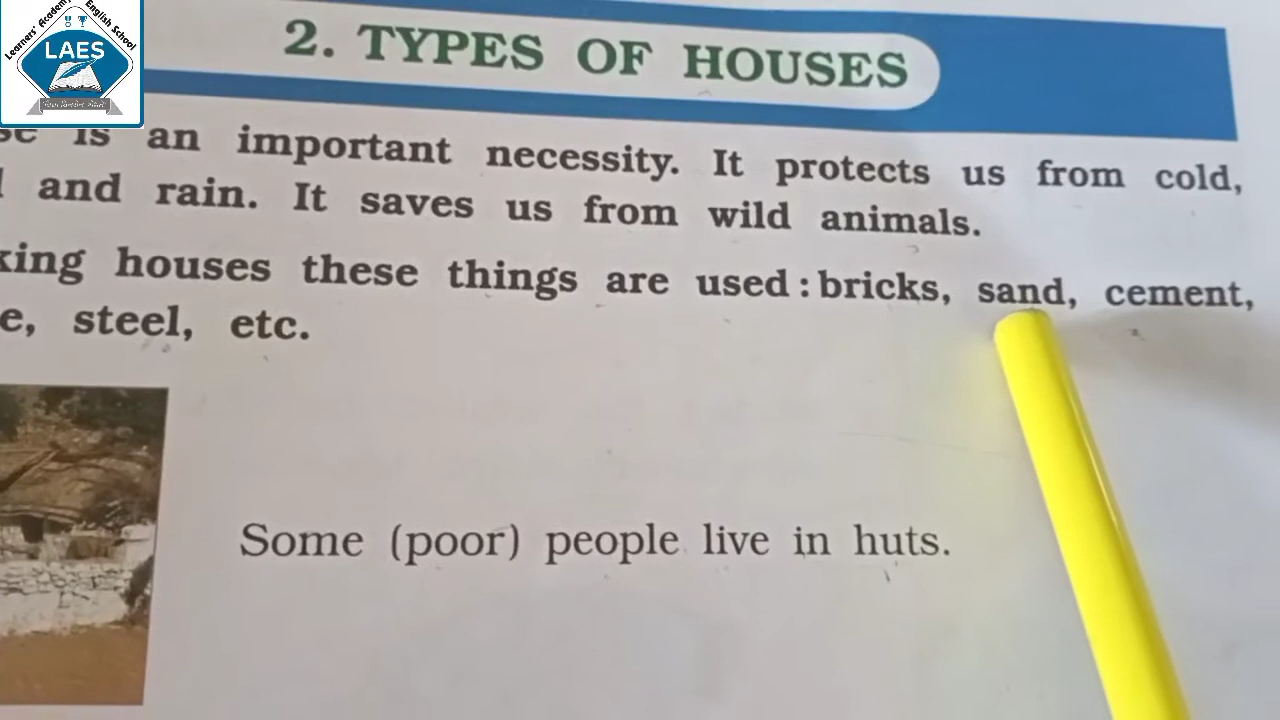 Learners' Academy English School
LAES
2. TYPES OF HOUSES
is an important necessity. It protects us from cold,
and rain. It saves us from wild animals.
houses these things are used : bricks, sand, cement,
steel, etc.
Some (poor) people live in huts.